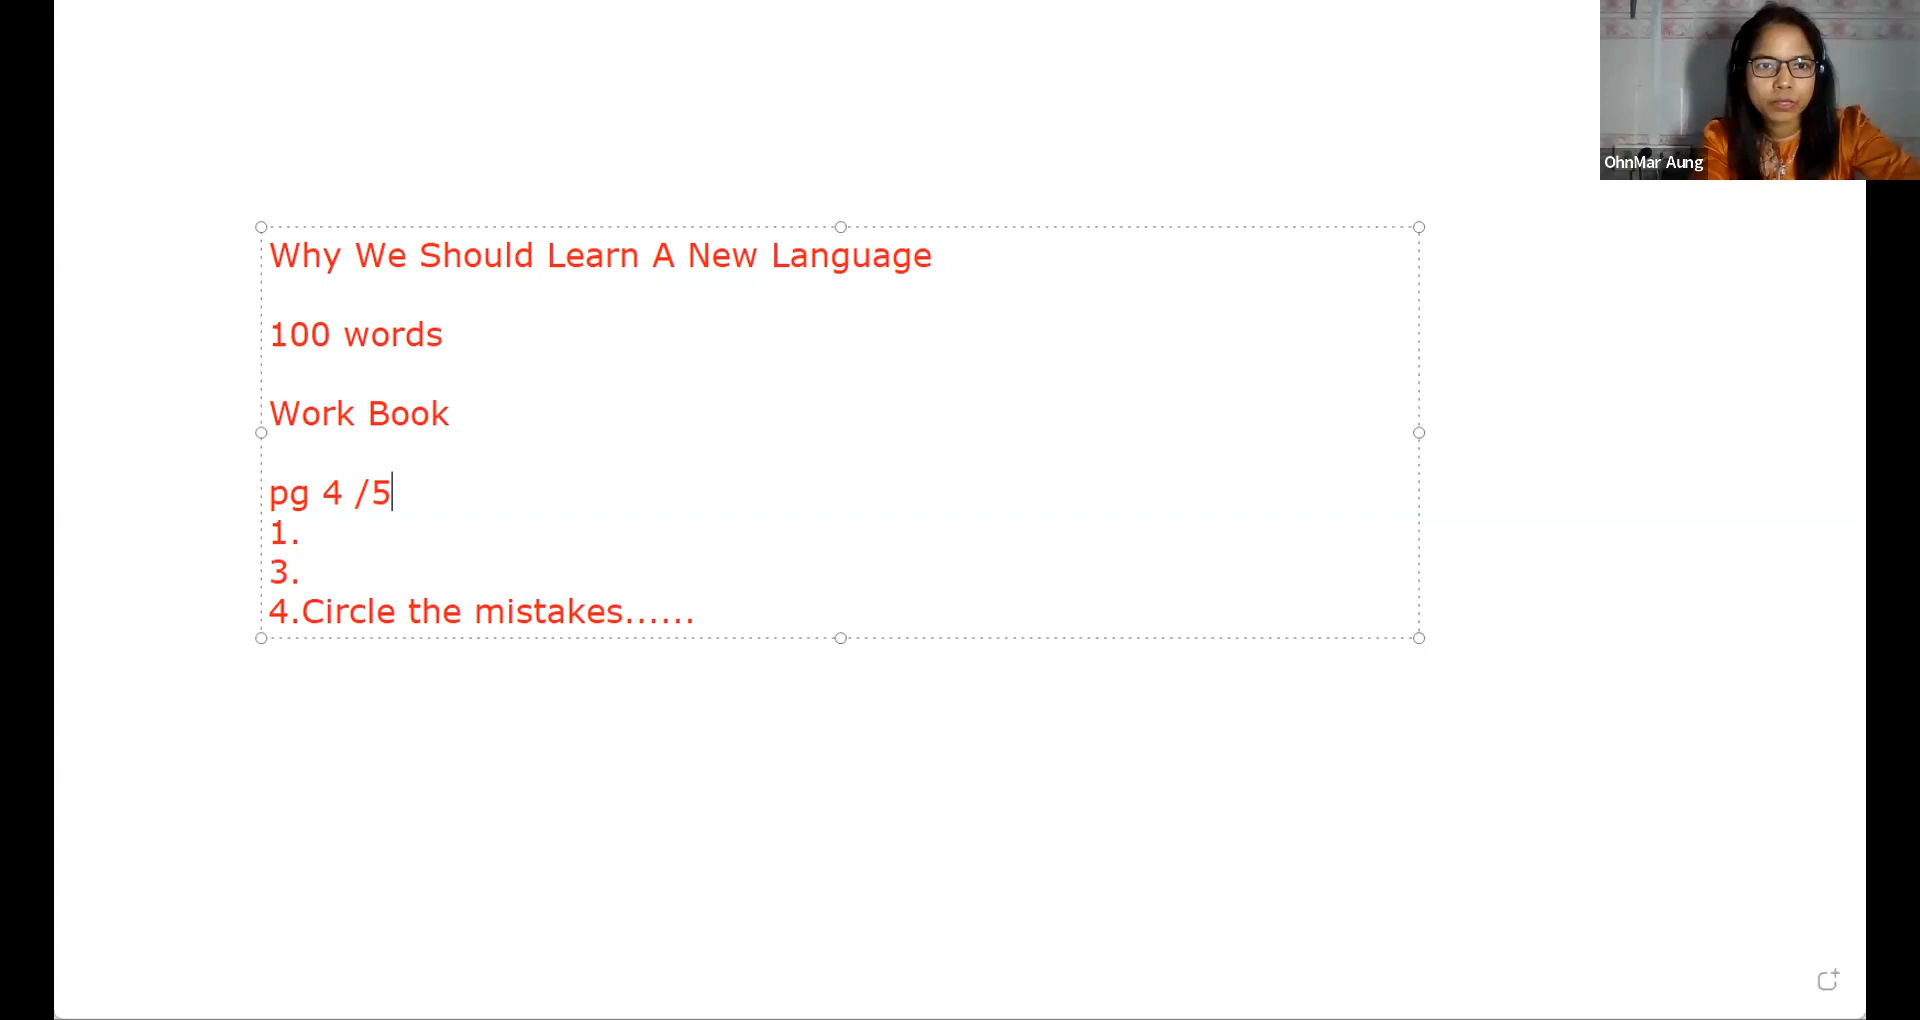 OhnMar Aung
Why We Should Learn A New Language
100 words
Work Book
pg 4 /5
1.
3.
4.Circle the mistakes......